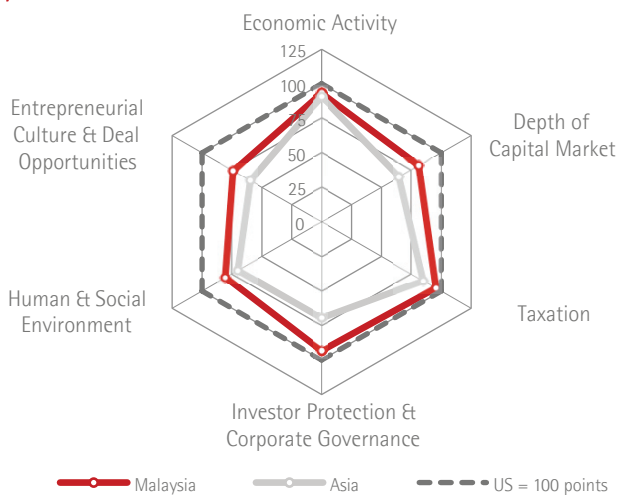 Economic Activity
125
100
75
50
25
0
Entrepreneurial
Culture & Deal
Opportunities
Depth of
Capital Market
Human & Social
Environment
Taxation
Investor Protection &
Corporate Governance
Malaysia
Asia
US = 100 points